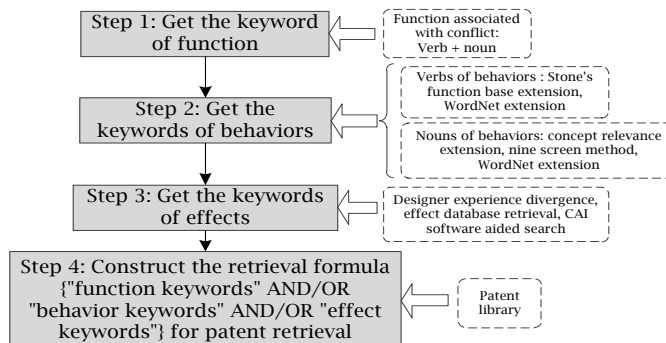 Step 1: Get the keyword
of function
Function associated
with conflict:
Verb + noun
Step 2: Get the
keywords of behaviors
Verbs of behaviors : Stone's
function base extension,
WordNet extension
Nouns of behaviors: concept relevance
extension, nine screen method,
WordNet extension
Step 3: Get the keywords
of effects
Designer experience divergence,
effect database retrieval, CAI
software aided search
Step 4: Construct the retrieval formula
{"function keywords" AND/OR
"behavior keywords" AND/OR "effect
keywords"} for patent retrieval
Patent
library